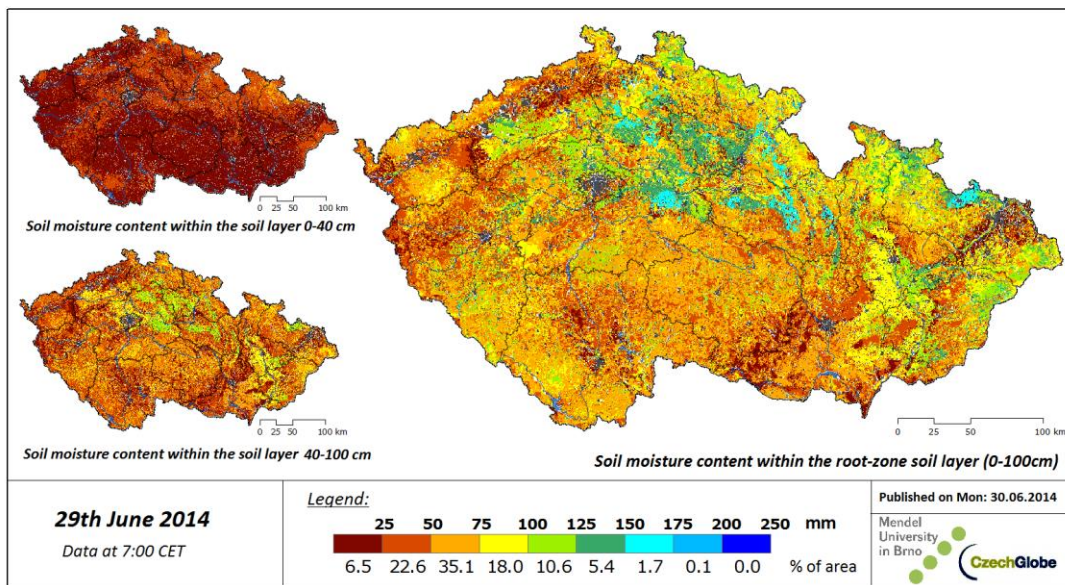 0 25 50 100 km
Soil moisture content within the soil layer 0-40 cm
0 25 50 100 km
Soil moisture content within the soil layer 40-100 cm
0 25 50 100 km
Soil moisture content within the root-zone soil layer (0-100cm)
29th June 2014
Data at 7:00 CET
Legend:
25 50 75 100 125 150 175 200 250 mm
6.5 22.6 35.1 18.0 10.6 5.4 1.7 0.1 0.0 % of area
Published on Mon: 30.06.2014
Mendel
University
in Brno
CzechGlobe